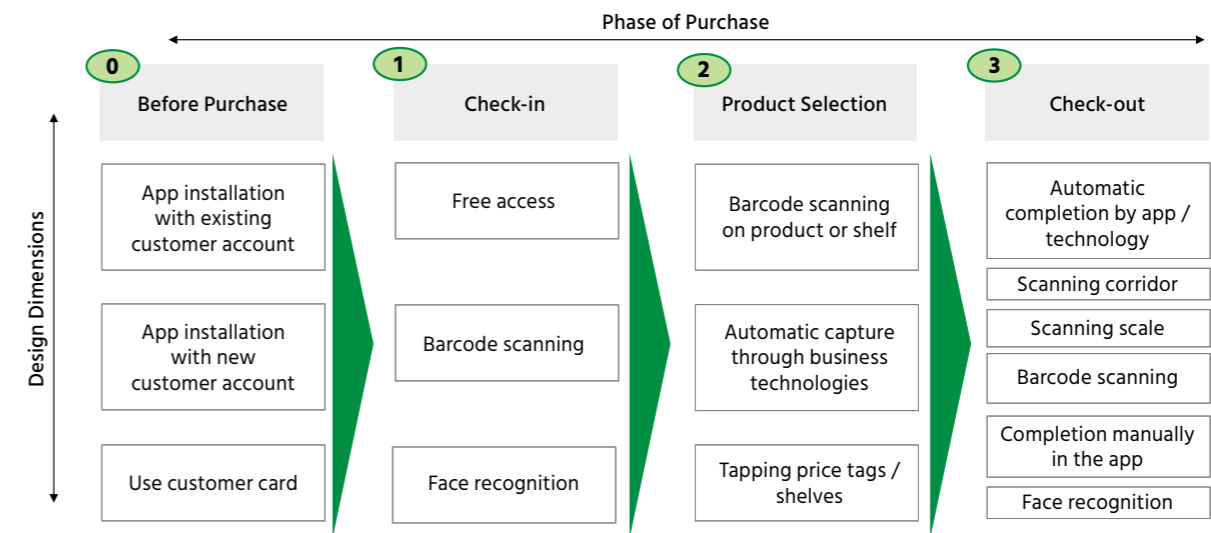 Phase of Purchase
Design Dimensions
0
Before Purchase
App installation
with existing
customer account
App installation
with new
customer account
Use customer card
1
Check-in
Free access
Barcode scanning
Face recognition
2
Product Selection
Barcode scanning
on product or shelf
Automatic capture
through business
technologies
Tapping price tags /
shelves
3
Check-out
Automatic
completion by app /
technology
Scanning corridor
Scanning scale
Barcode scanning
Completion manually
in the app
Face recognition